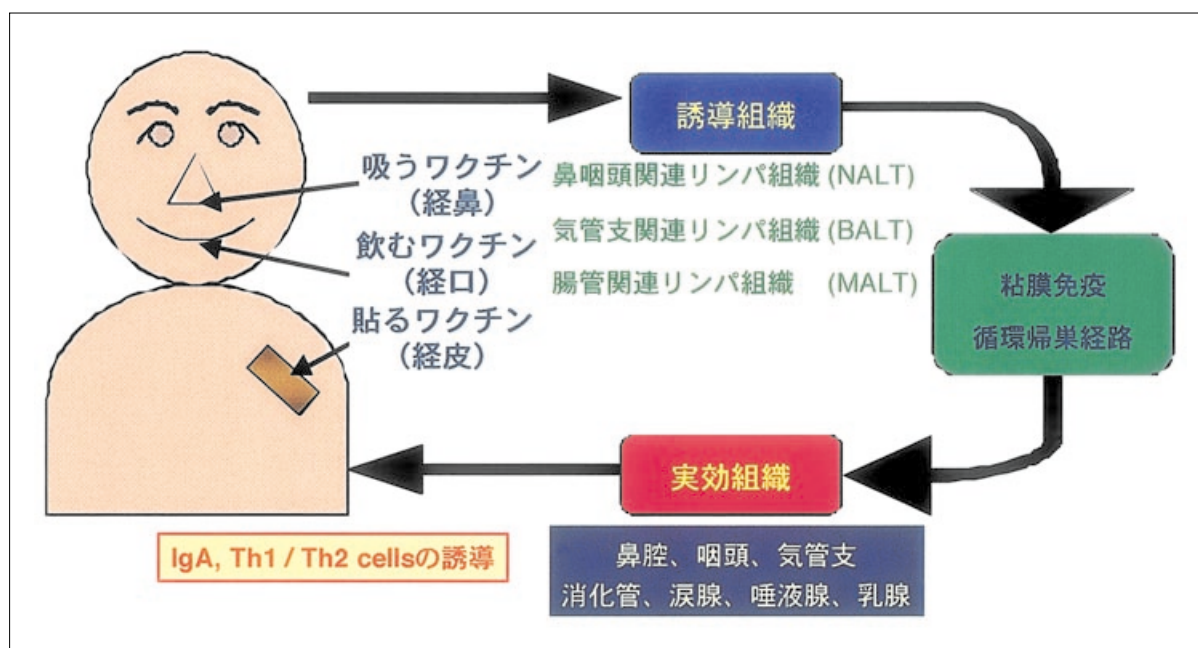 誘導組織
吸うワクチン
（経鼻）
飲むワクチン
（経口）
貼るワクチン
（経皮）
鼻咽頭関連リンパ組織 (NALT)
気管支関連リンパ組織 (BALT)
腸管関連リンパ組織 (MALT)
粘膜免疫
循環帰巣経路
実効組織
鼻腔、咽頭、気管支
消化管、涙腺、唾液腺、乳腺
IgA, Th1 / Th2 cellsの誘導